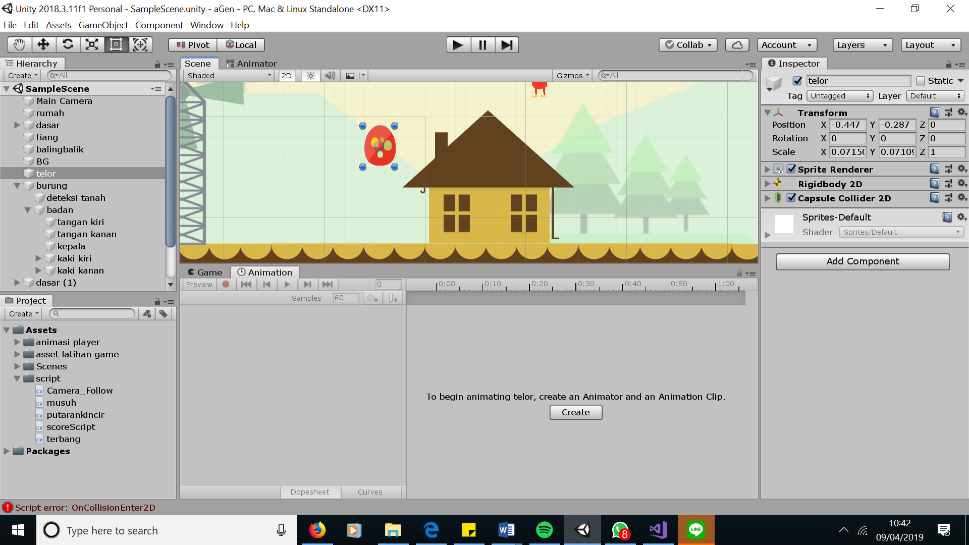 Unity 2018.3.11f1 Personal - SampleScene.unity - aGen - PC, Mac & Linux Standalone <DX11>
File Edit Assets GameObject Component Window Help
Pivot Local Collab Account Layers Layout
Hierarchy
Create All
SampleScene
Main Camera
rumah
dasar
tiang
balingbalik
BG
telor
burung
deteksi tanah
badan
tangan kiri
tangan kanan
kepala
kaki kiri
kaki kanan
dasar (1)
Project
Create
Assets
animasi player
asset latihan game
Scenes
script
Camera_Follow
musuh
putarankincir
scoreScript
terbang
Packages
Scene Animator
Shaded 2D Gizmos All
Game Animation
Preview 0 0:00 0:10 0:20 0:30 0:40 0:50 1:00
Samples 60
To begin animating telor, create an Animator and an Animation Clip.
Create
Dopesheet Curves
Inspector
telor Static
Tag Untagged Layer Default
Transform
Position X -0.447 Y -0.287 Z 0
Rotation X 0 Y 0 Z 0
Scale X 0.07150 Y 0.07109 Z 1
Sprite Renderer
Rigidbody 2D
Capsule Collider 2D
Sprites-Default
Shader Sprites/Default
Add Component
Script error: OnCollisionEnter2D
Type here to search
8
LINE
10:42
09/04/2019